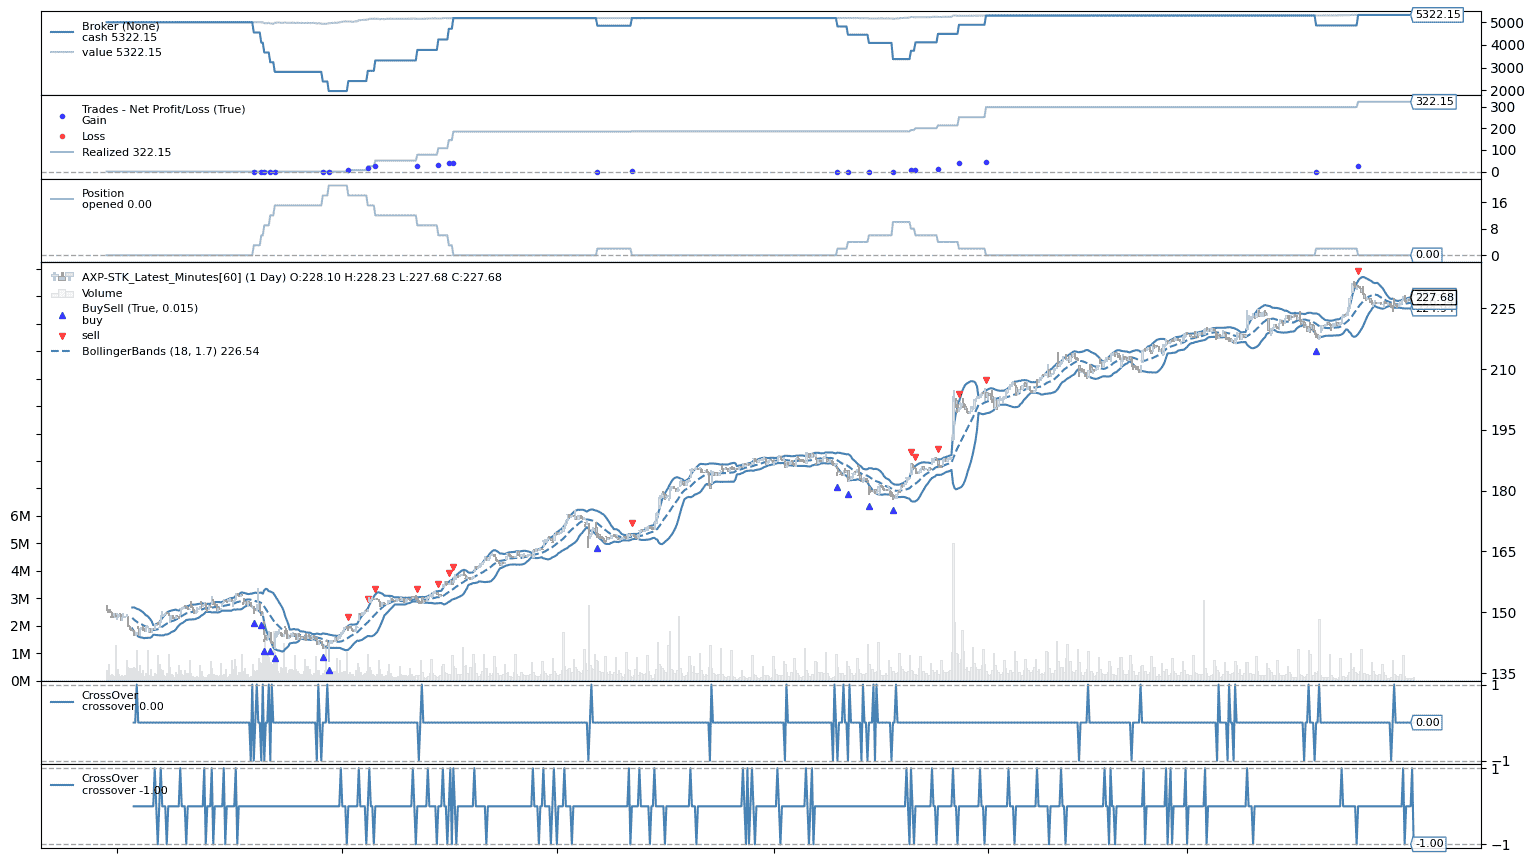 Broker (None)
cash 5322.15
value 5322.15
5322.15
5000
4000
3000
2000
Trades - Net Profit/Loss (True)
Gain
Loss
Realized 322.15
322.15
300
200
100
0
Position
opened 0.00
16
8
0.00
0
AXP-STK_Latest_Minutes[60] (1 Day) O:228.10 H:228.23 L:227.68 C:227.68
Volume
BuySell (True, 0.015)
buy
sell
BollingerBands (18, 1.7) 226.54
227.68
225
210
195
180
165
150
135
6M
5M
4M
3M
2M
1M
0M
CrossOver
crossover 0.00
1
0.00
−1
CrossOver
crossover -1.00
1
-1.00
−1